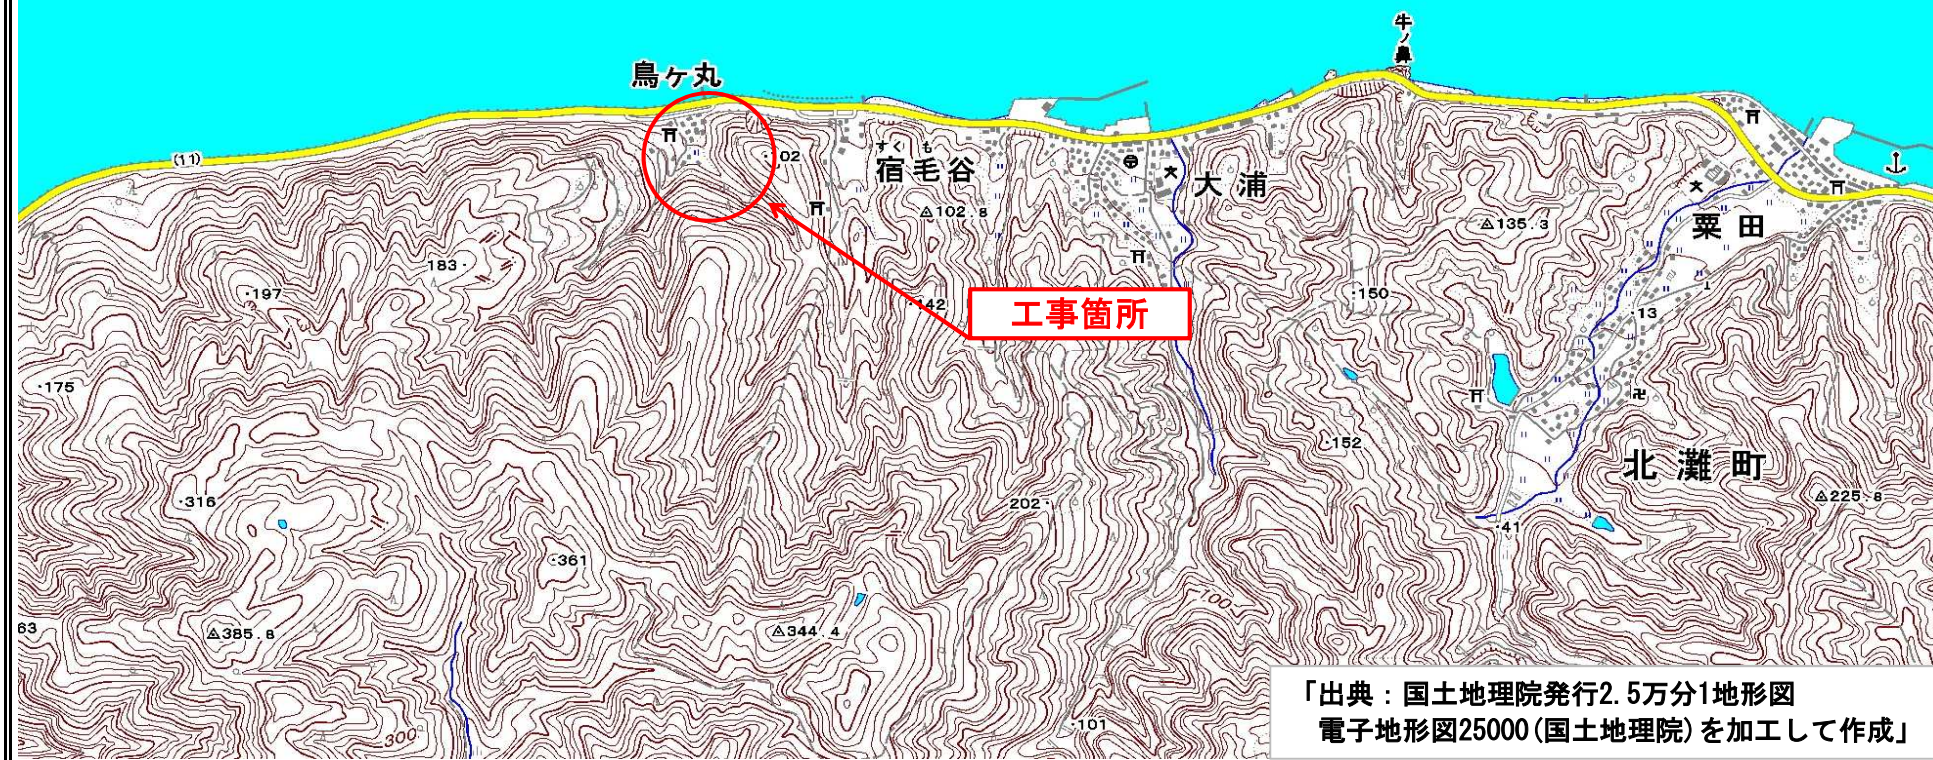 牛ノ鼻
鳥ケ丸
(11)
102
すくも
宿毛谷
大浦
102.8
135.3
粟田
183
197
142
工事箇所
150
13
175
152
北灘町
316
202
225.8
41
361
100
63
385.8
344.4
101
300
「出典：国土地理院発行2.5万分1地形図
電子地形図25000(国土地理院)を加工して作成」